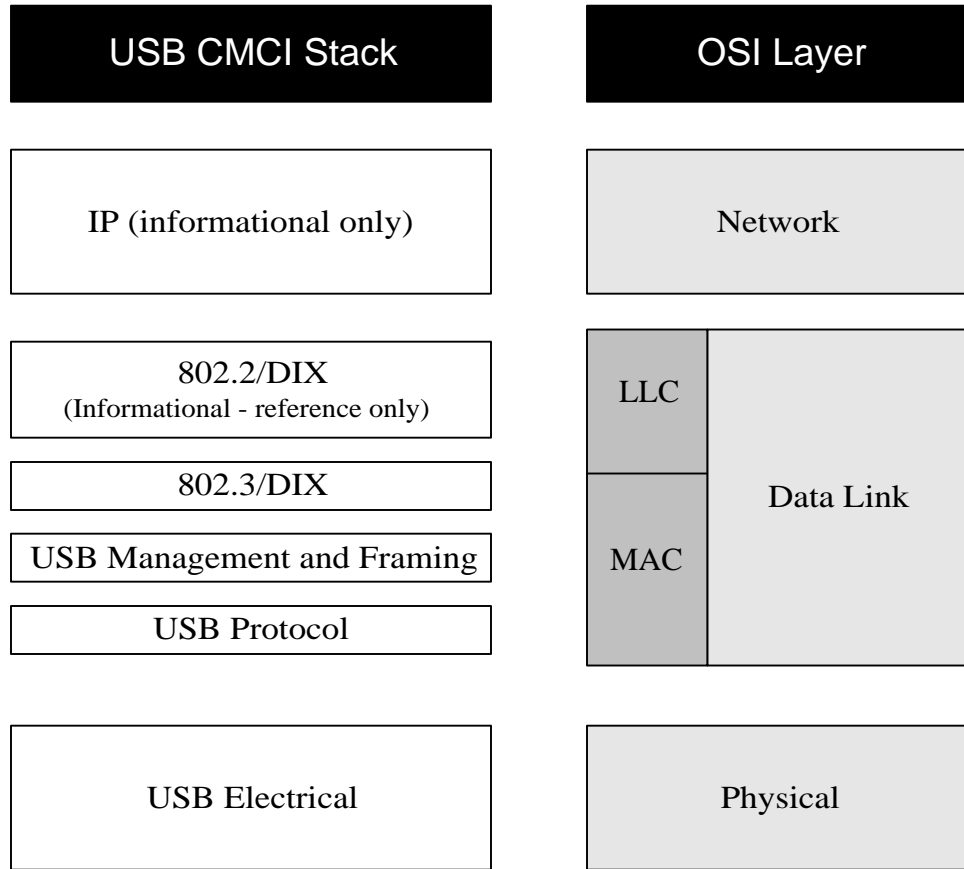 USB CMCI Stack
OSI Layer
IP (informational only)
Network
802.2/DIX
(Informational - reference only)
LLC
802.3/DIX
Data Link
USB Management and Framing
MAC
USB Protocol
USB Electrical
Physical